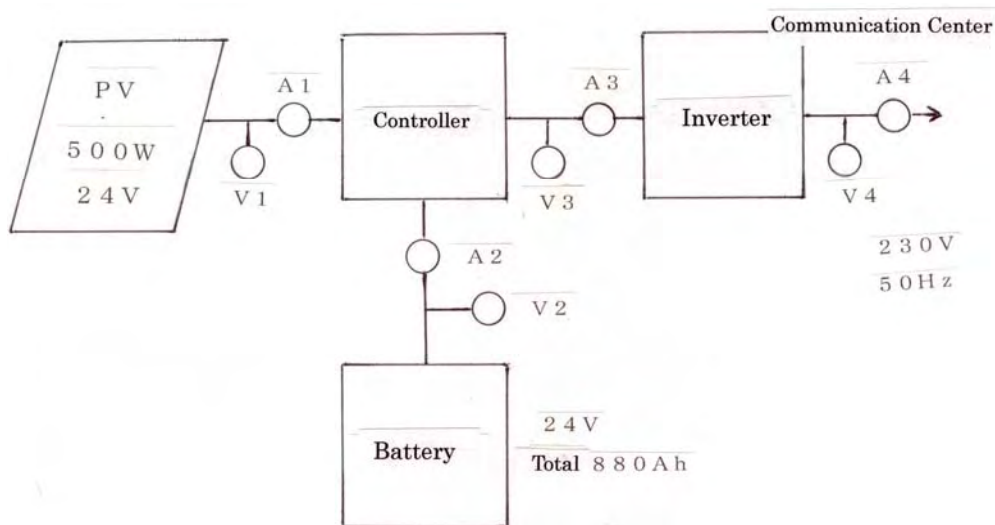 Communication Center
PV
500W
24V
A1
V1
Controller
A3
V3
Inverter
A4
V4
230V
50Hz
A2
V2
Battery
24V
Total 880Ah